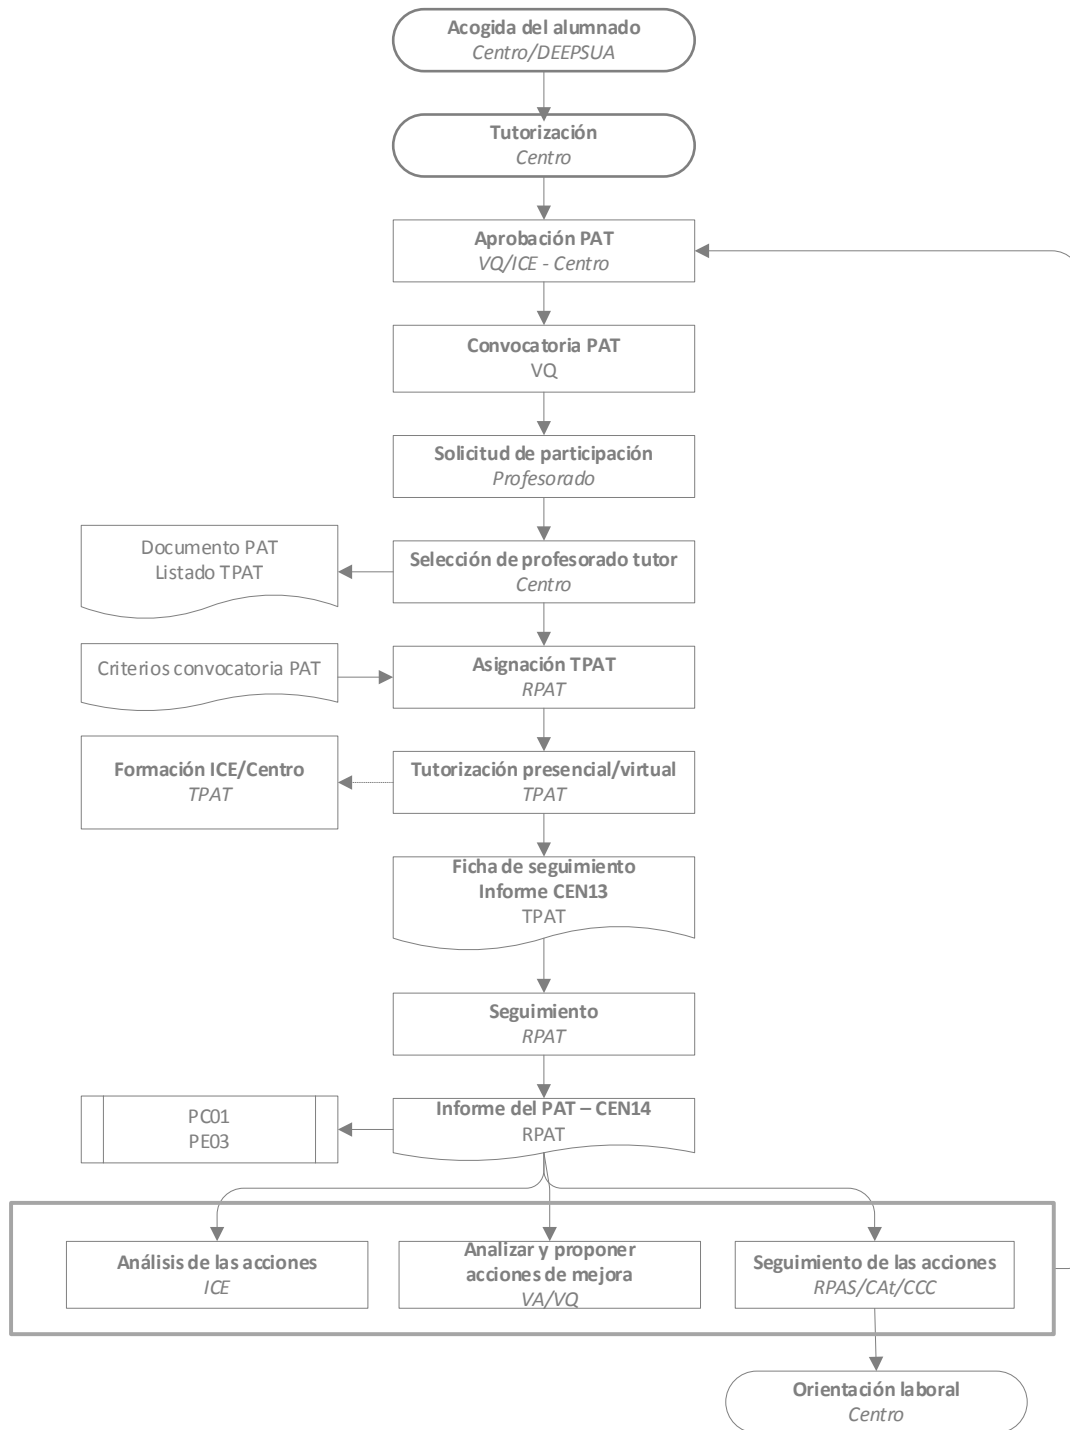 Acogida del alumnado
Centro/DEEPSUA
Tutorización
Centro
Aprobación PAT
VQ/ICE - Centro
Convocatoria PAT
VQ
Solicitud de participación
Profesorado
Documento PAT
Listado TPAT
Selección de profesorado tutor
Centro
Criterios convocatoria PAT
Asignación TPAT
RPAT
Formación ICE/Centro
TPAT
Tutorización presencial/virtual
TPAT
Ficha de seguimiento
Informe CEN13
TPAT
Seguimiento
RPAT
PC01
PE03
Informe del PAT – CEN14
RPAT
Análisis de las acciones
ICE
Analizar y proponer
acciones de mejora
VA/VQ
Seguimiento de las acciones
RPAS/CAt/CCC
Orientación laboral
Centro